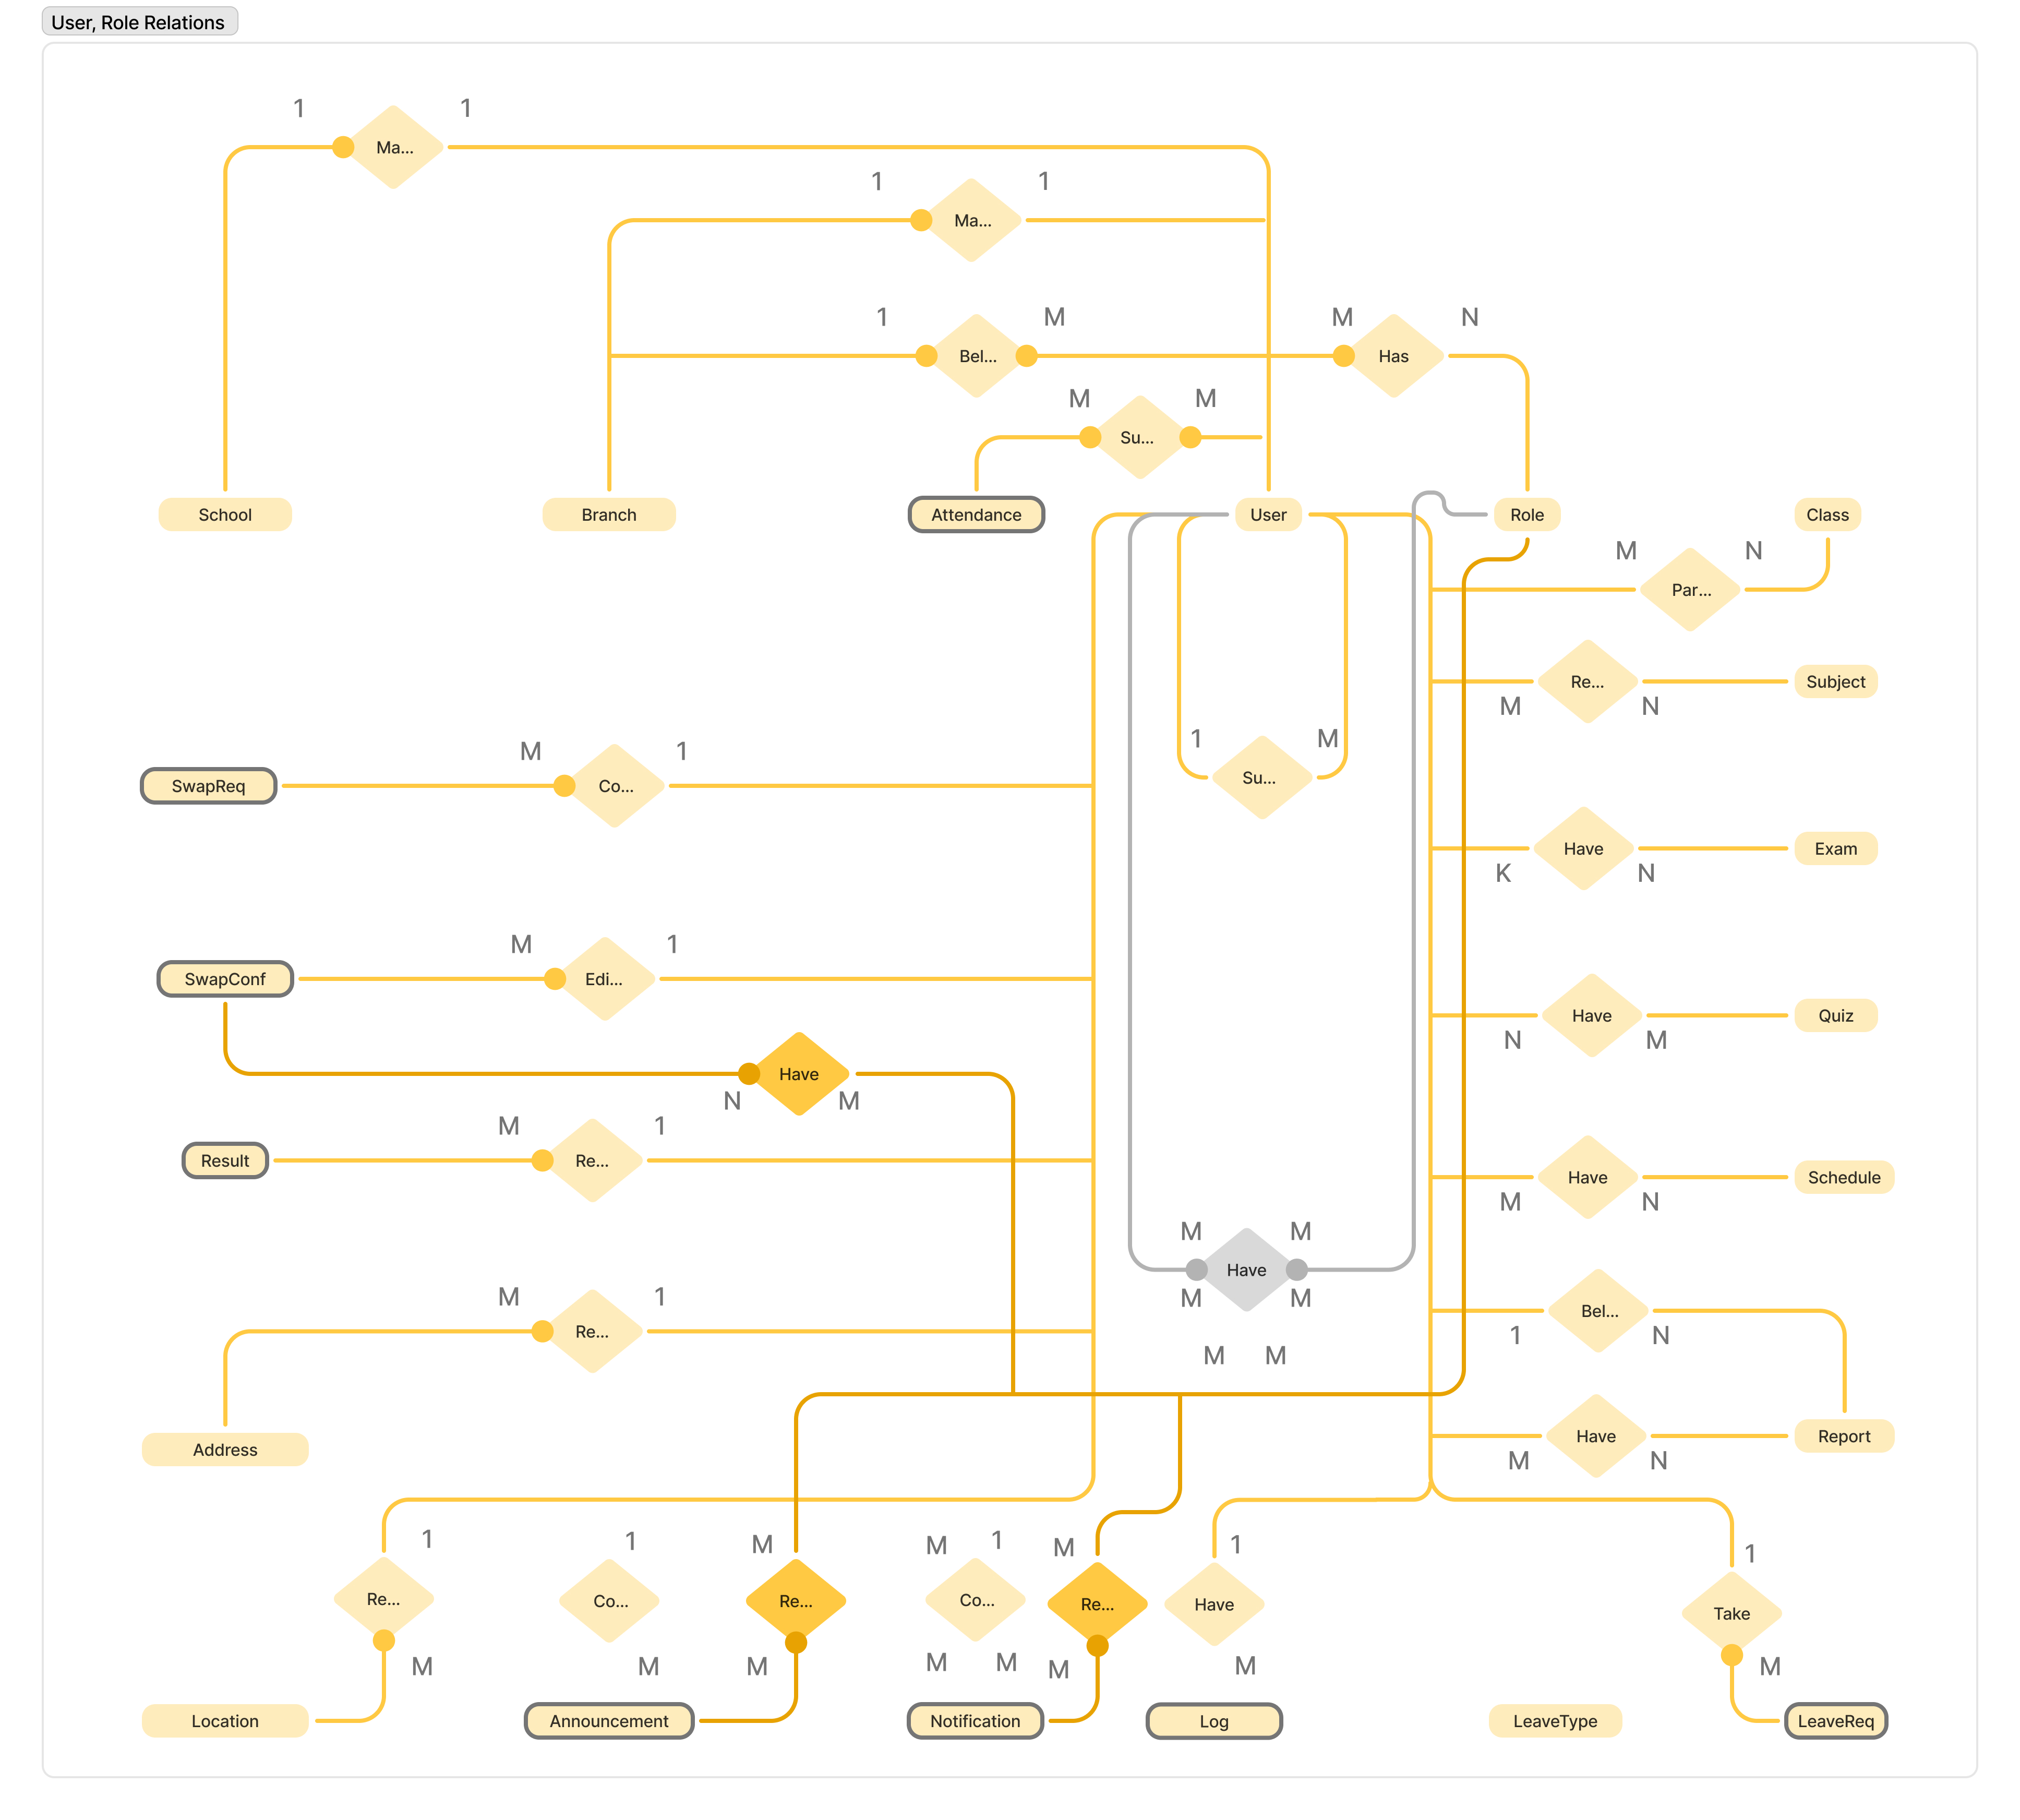 User, Role Relations
1
1
Ma...
1
1
Ma...
1
M
M
N
Bel...
Has
M
M
Su...
School
Branch
Attendance
User
Role
Class
M
N
Par...
Re...
Subject
M
N
1
M
M
1
Su...
SwapReq
Co...
Have
Exam
K
N
M
1
SwapConf
Edi...
Have
Quiz
N
M
Have
N
M
M
1
Result
Re...
Have
Schedule
M
N
M
M
Have
M
M
M
1
Re...
Bel...
1
N
M
M
Have
Report
M
N
Address
1
1
M
M
1
M
1
1
Re...
Co...
Re...
Co...
Re...
Have
Take
M
M
M
M
M
M
M
M
Location
Announcement
Notification
Log
LeaveType
LeaveReq